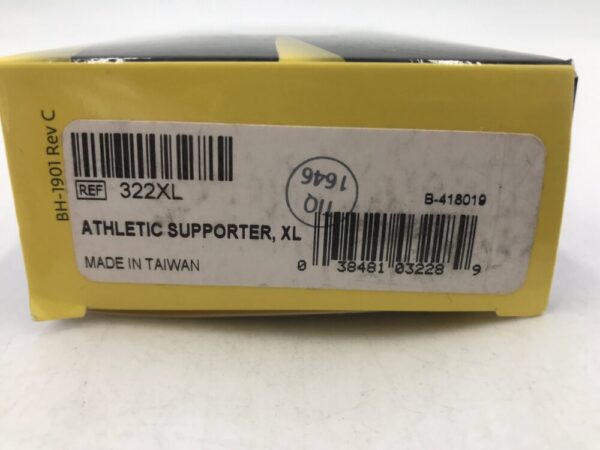 BH-1901 Rev C
REF 322XL
110
1646
B-418019
ATHLETIC SUPPORTER, XL
MADE IN TAIWAN
0 38481 03228 9